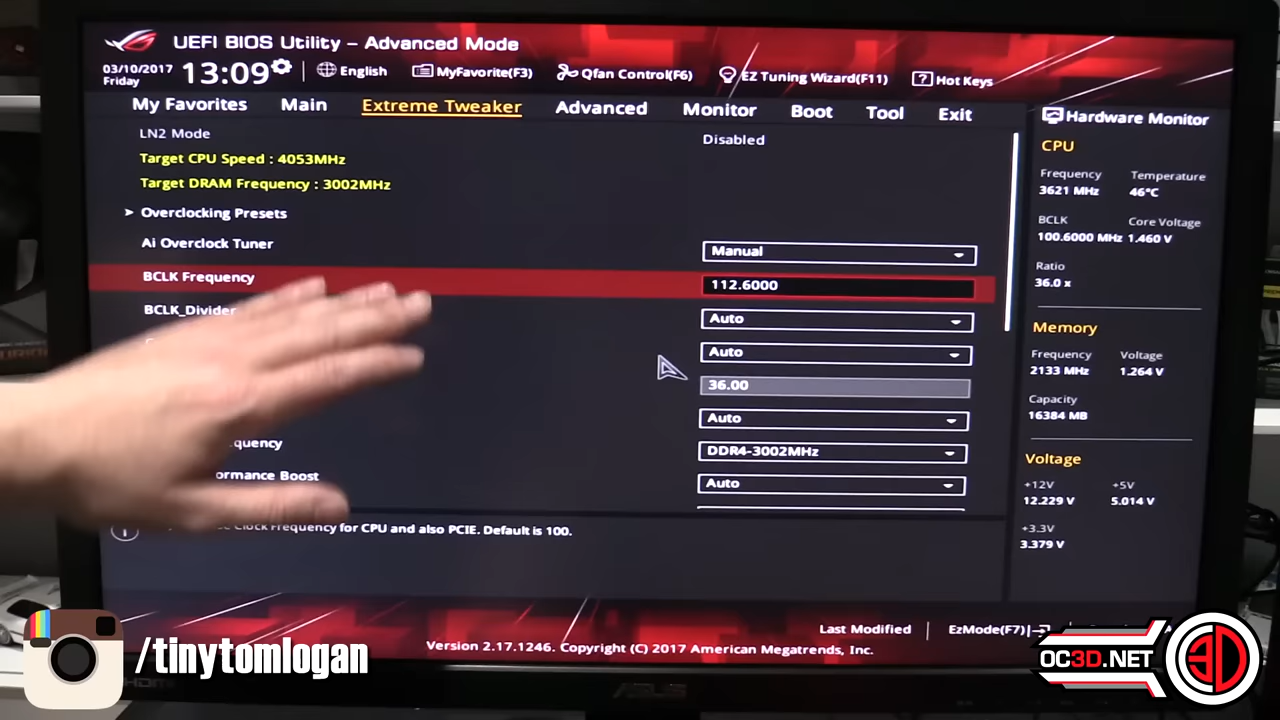 UEFI BIOS Utility – Advanced Mode
03/10/2017
Friday
13:09
English
MyFavorite(F3)
Qfan Control(F6)
EZ Tuning Wizard(F11)
? Hot Keys
My Favorites
Main
Extreme Tweaker
Advanced
Monitor
Boot
Tool
Exit
LN2 Mode
Disabled
Target CPU Speed : 4053MHz
Target DRAM Frequency : 3002MHz
> Overclocking Presets
Ai Overclock Tuner
Manual
BCLK Frequency
112.6000
BCLK_Divider
Auto
Auto
36.00
Auto
quency
DDR4-3002MHz
ormance Boost
Auto
Clock Frequency for CPU and also PCIE. Default is 100.
Hardware Monitor
CPU
Frequency
Temperature
3621 MHz
46°C
BCLK
Core Voltage
100.6000 MHz
1.460 V
Ratio
36.0 x
Memory
Frequency
Voltage
2133 MHz
1.264 V
Capacity
16384 MB
Voltage
+12V
+5V
12.229 V
5.014 V
+3.3V
3.379 V
Last Modified
EzMode(F7)
Version 2.17.1246. Copyright (C) 2017 American Megatrends, Inc.
HDMI
ASUS
/tinytomlogan
OC3D.NET
3D